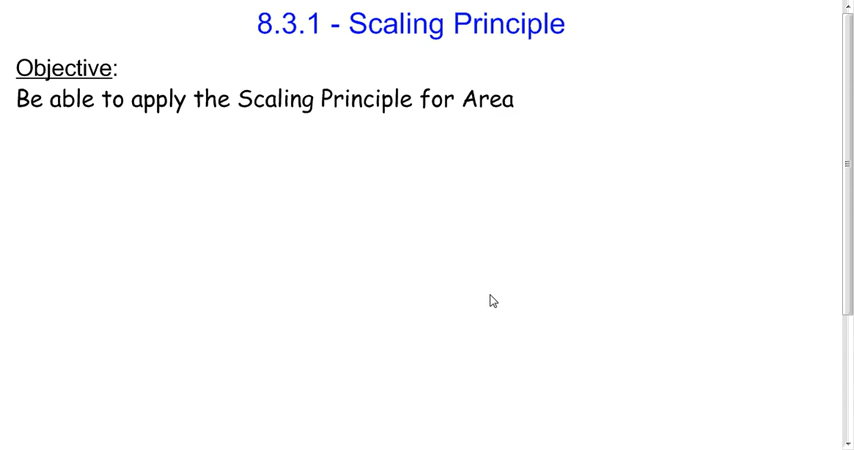 8.3.1 - Scaling Principle
Objective:
Be able to apply the Scaling Principle for Area